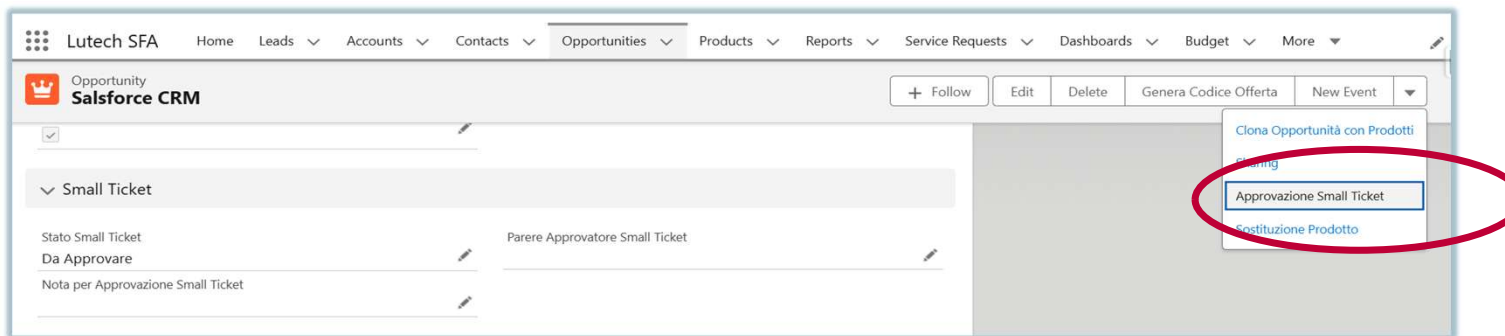 Lutech SFA Home Leads Accounts Contacts Opportunities Products Reports Service Requests Dashboards Budget More
Opportunity
Salsforce CRM
+ Follow Edit Delete Genera Codice Offerta New Event
Clona Opportunità con Prodotti
Sharing
Approvazione Small Ticket
Sostituzione Prodotto
Small Ticket
Stato Small Ticket Parere Approvatore Small Ticket
Da Approvare
Nota per Approvazione Small Ticket